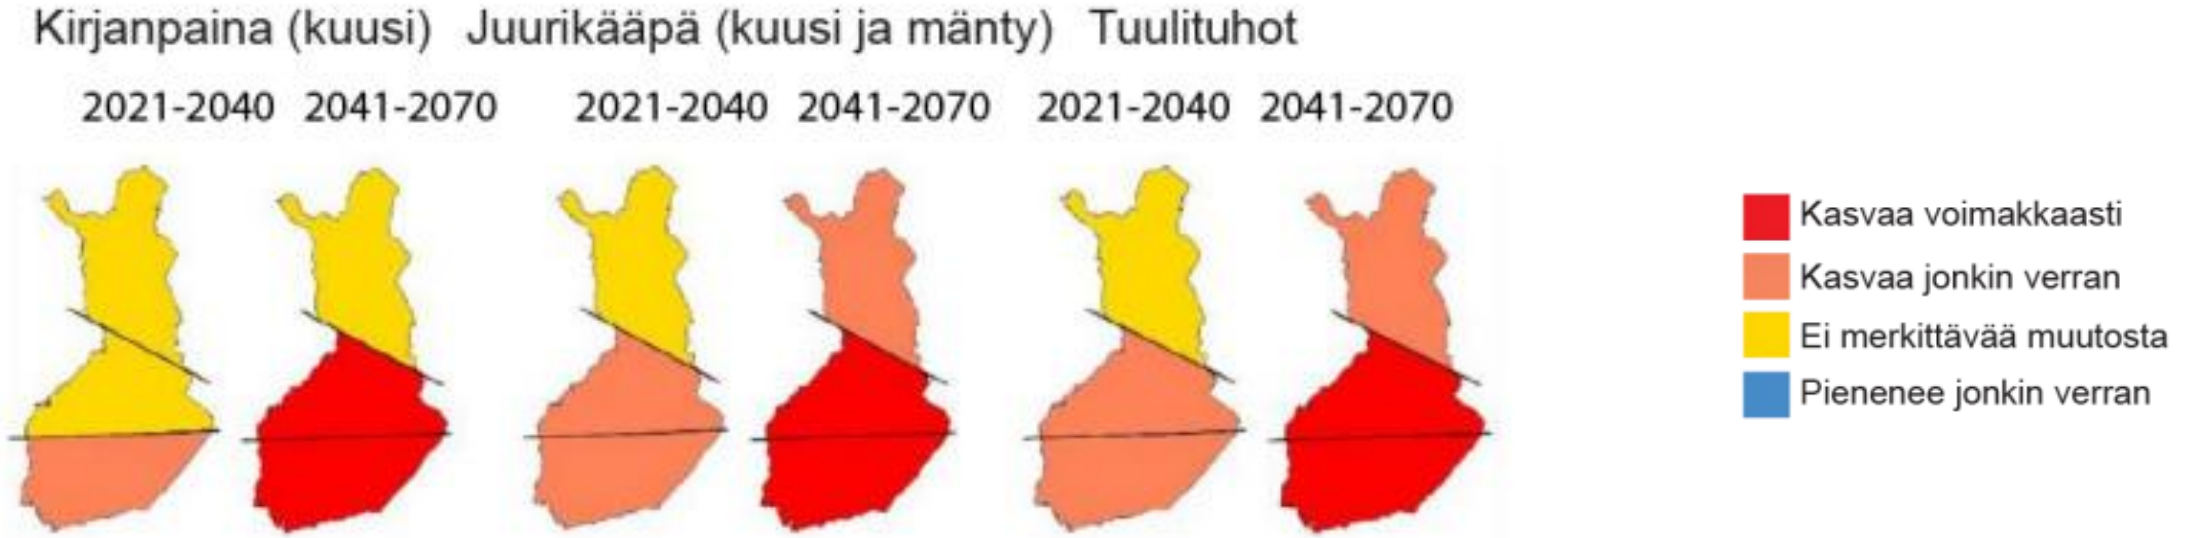 Kirjanpaina (kuusi) Juurikääpä (kuusi ja mänty) Tuulituhot
2021-2040 2041-2070 2021-2040 2041-2070 2021-2040 2041-2070
Kasvaa voimakkaasti
Kasvaa jonkin verran
Ei merkittävää muutosta
Pienenee jonkin verran